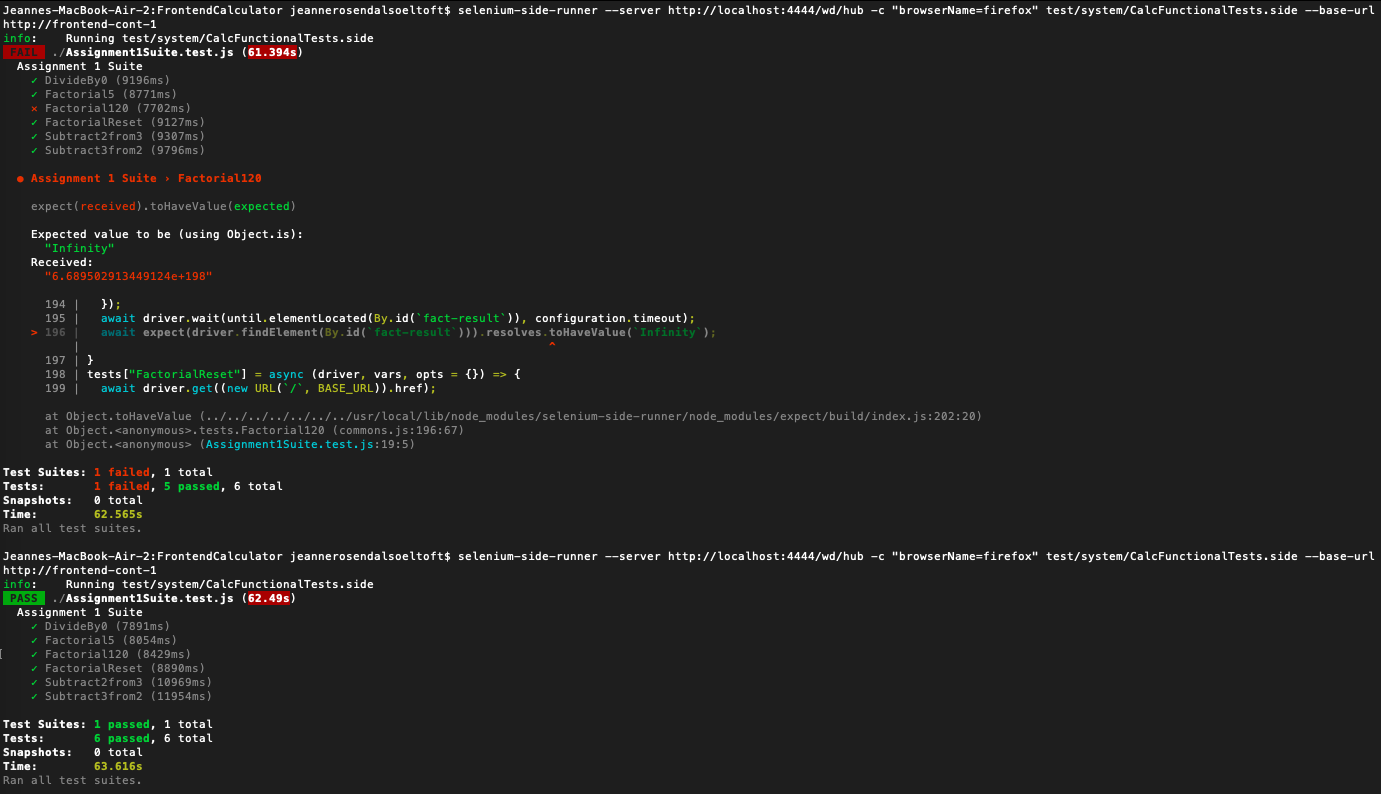 Jeannes-MacBook-Air-2:FrontendCalculator jeannerosendalsoeltoft$ selenium-side-runner --server http://localhost:4444/wd/hub -c "browserName=firefox" test/system/CalcFunctionalTests.side --base-url
http://frontend-cont-1
info:    Running test/system/CalcFunctionalTests.side
FAIL ./Assignment1Suite.test.js (61.394s)
  Assignment 1 Suite
    ✓ DivideBy0 (9196ms)
    ✓ Factorial5 (8771ms)
    ✕ Factorial120 (7702ms)
    ✓ FactorialReset (9127ms)
    ✓ Subtract2from3 (9307ms)
    ✓ Subtract3from2 (9796ms)
  ● Assignment 1 Suite › Factorial120
    expect(received).toHaveValue(expected)
    Expected value to be (using Object.is):
      "Infinity"
    Received:
      "6.689502913449124e+198"
      194 |   });
      195 |   await driver.wait(until.elementLocated(By.id(`fact-result`)), configuration.timeout);
    > 196 |   await expect(driver.findElement(By.id(`fact-result`))).resolves.toHaveValue(`Infinity`);
          |                                                                   ^
      197 | }
      198 | tests["FactorialReset"] = async (driver, vars, opts = {}) => {
      199 |   await driver.get((new URL(`/`, BASE_URL)).href);
      at Object.toHaveValue (../../../../../../../usr/local/lib/node_modules/selenium-side-runner/node_modules/expect/build/index.js:202:20)
      at Object.<anonymous>.tests.Factorial120 (commons.js:196:67)
      at Object.<anonymous> (Assignment1Suite.test.js:19:5)
Test Suites: 1 failed, 1 total
Tests:       1 failed, 5 passed, 6 total
Snapshots:   0 total
Time:        62.565s
Ran all test suites.
Jeannes-MacBook-Air-2:FrontendCalculator jeannerosendalsoeltoft$ selenium-side-runner --server http://localhost:4444/wd/hub -c "browserName=firefox" test/system/CalcFunctionalTests.side --base-url
http://frontend-cont-1
info:    Running test/system/CalcFunctionalTests.side
PASS ./Assignment1Suite.test.js (62.49s)
  Assignment 1 Suite
    ✓ DivideBy0 (7891ms)
    ✓ Factorial5 (8054ms)
    ✓ Factorial120 (8429ms)
    ✓ FactorialReset (8890ms)
    ✓ Subtract2from3 (10969ms)
    ✓ Subtract3from2 (11954ms)
Test Suites: 1 passed, 1 total
Tests:       6 passed, 6 total
Snapshots:   0 total
Time:        63.616s
Ran all test suites.